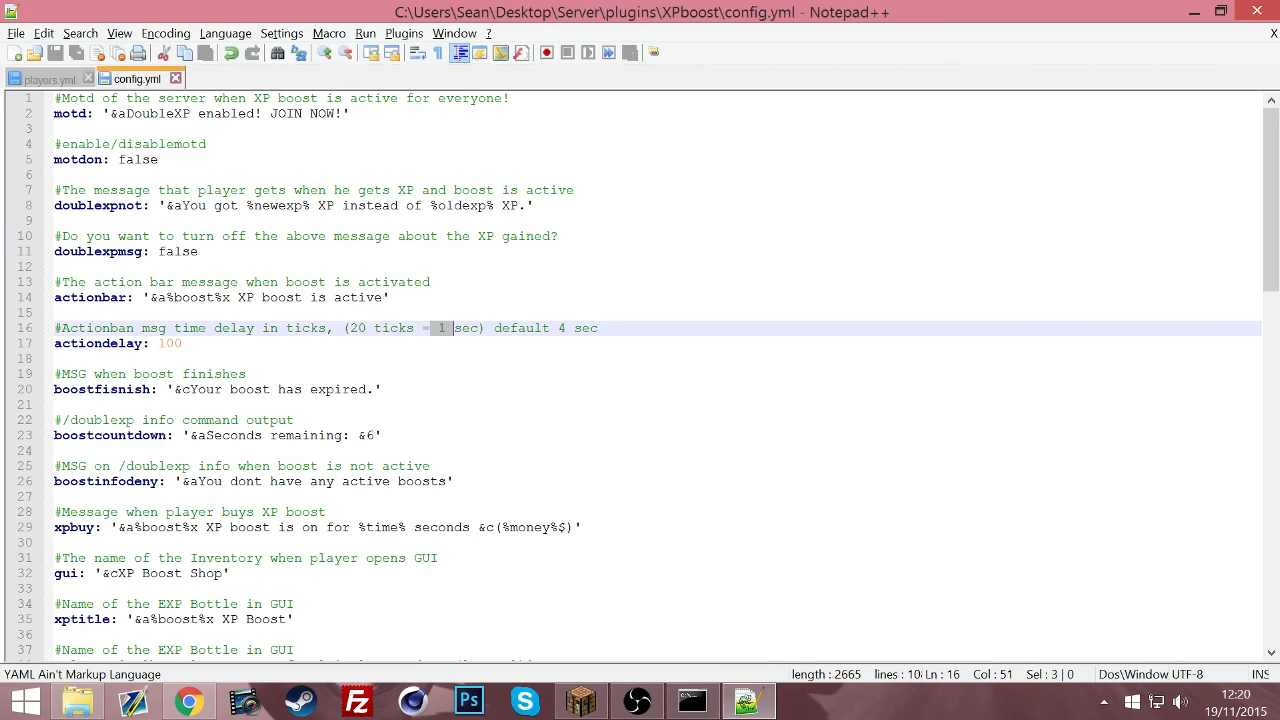 C:\Users\Sean\Desktop\Server\plugins\XPboost\config.yml - Notepad++
File Edit Search View Encoding Language Settings Macro Run Plugins Window ? X
players.yml config.yml
1 #Motd of the server when XP boost is active for everyone!
2 motd: '&aDoubleXP enabled! JOIN NOW!'
3
4 #enable/disablemotd
5 motdon: false
6
7 #The message that player gets when he gets XP and boost is active
8 doublexpnot: '&aYou got %newexp% XP instead of %oldexp% XP.'
9
10 #Do you want to turn off the above message about the XP gained?
11 doublexpmsg: false
12
13 #The action bar message when boost is activated
14 actionbar: '&a%boost%x XP boost is active'
15
16 #Actionban msg time delay in ticks, (20 ticks = 1 sec) default 4 sec
17 actiondelay: 100
18
19 #MSG when boost finishes
20 boostfisnish: '&cYour boost has expired.'
21
22 #/doublexp info command output
23 boostcountdown: '&aSeconds remaining: &6'
24
25 #MSG on /doublexp info when boost is not active
26 boostinfodeny: '&aYou dont have any active boosts'
27
28 #Message when player buys XP boost
29 xpbuy: '&a%boost%x XP boost is on for %time% seconds &c(%money%$)'
30
31 #The name of the Inventory when player opens GUI
32 gui: '&cXP Boost Shop'
33
34 #Name of the EXP Bottle in GUI
35 xptitle: '&a%boost%x XP Boost'
36
37 #Name of the EXP Bottle in GUI
YAML Ain't Markup Language length : 2665 lines : 10 Ln : 16 Col : 51 Sel : 3 | 0 Dos\Windows UTF-8 INS
Ps
12:20
19/11/2015